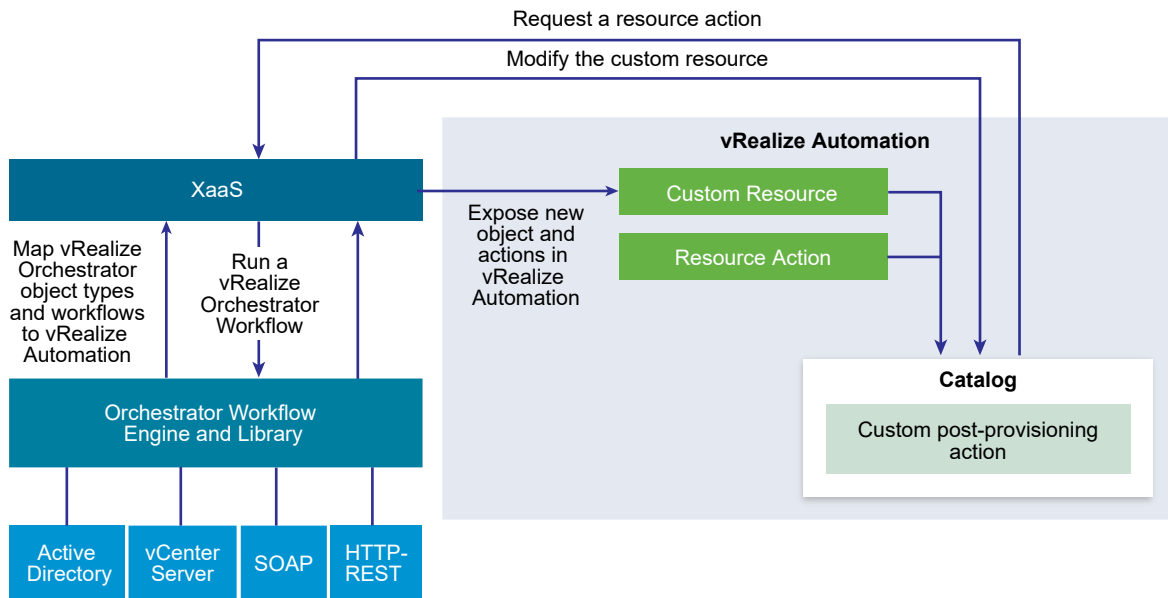 Request a resource action
Modify the custom resource
vRealize Automation
XaaS
Custom Resource
Expose new
object and
actions in
vRealize
Automation
Resource Action
Map vRealize
Orchestrator
object types
and workflows
to vRealize
Automation
Run a
vRealize
Orchestrator
Workflow
Catalog
Custom post-provisioning
action
Orchestrator Workflow
Engine and Library
Active
Directory
vCenter
Server
SOAP
HTTP-
REST